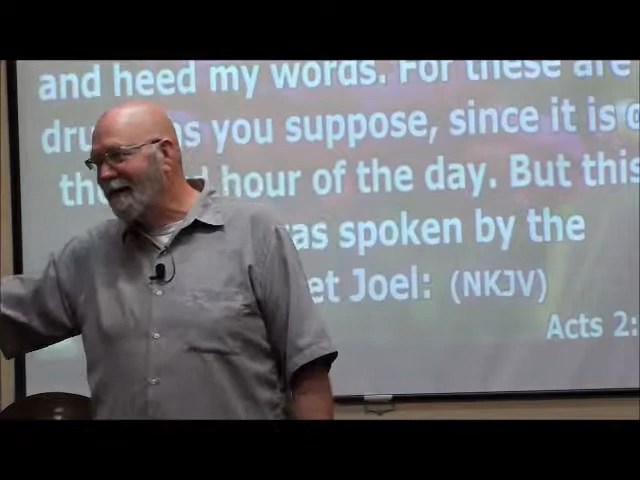 and heed my words. For these are
you suppose, since it is
hour of the day. But this
spoken by the
Joel: (NKJV)
Acts 2: